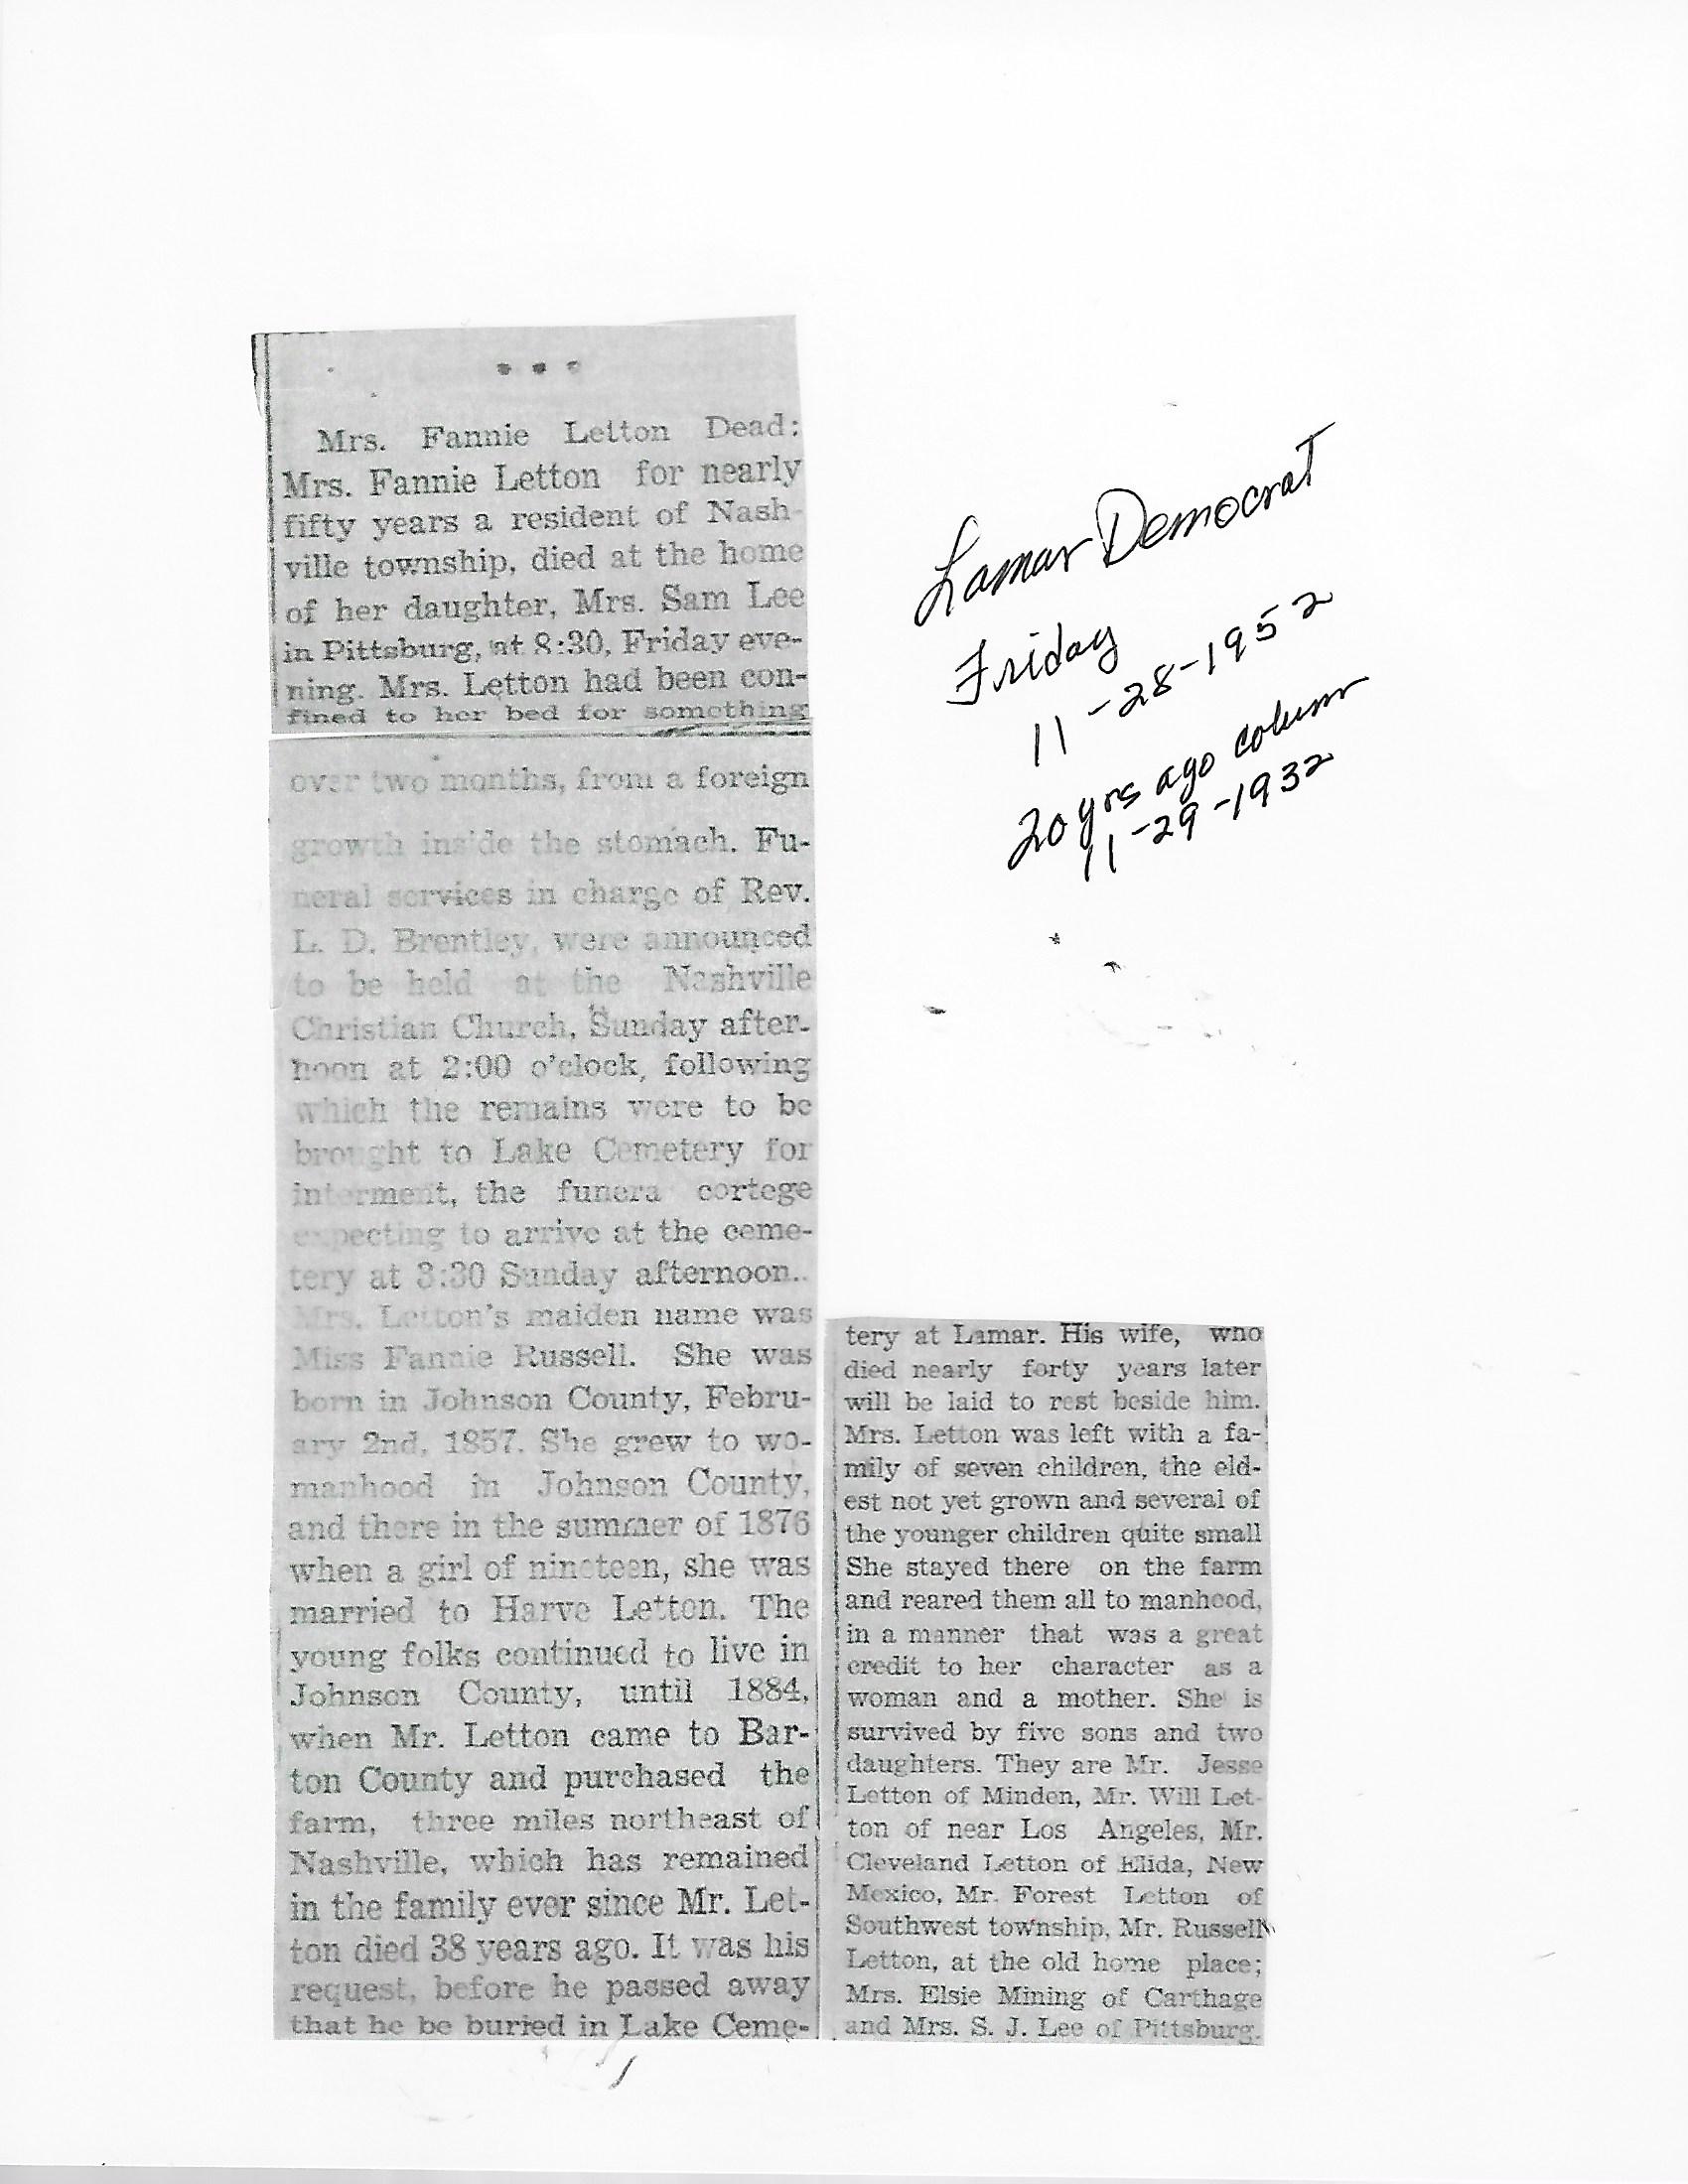 Mrs. Fannie Letton Dead:
Mrs. Fannie Letton for nearly
fifty years a resident of Nash-
ville township, died at the home
of her daughter, Mrs. Sam Lee
in Pittsburg, at 8:30, Friday eve-
ning. Mrs. Letton had been con-
fined to her bed for something
over two months, from a foreign
growth inside the stomach. Fu-
neral services in charge of Rev.
L. D. Brentley, were announced
to be held at the Nashville
Christian Church, Sunday after-
noon at 2:00 o'clock, following
which the remains were to be
brought to Lake Cemetery for
interment, the funera cortege
expecting to arrive at the ceme-
tery at 3:30 Sunday afternoon..
Mrs. Letton's maiden name was
Miss Fannie Russell. She was
born in Johnson County, Febru-
ary 2nd, 1857. She grew to wo-
manhood in Johnson County,
and there in the summer of 1876
when a girl of nineteen, she was
married to Harve Letton. The
young folks continued to live in
Johnson County, until 1884,
when Mr. Letton came to Bar-
ton County and purchased the
farm, three miles northeast of
Nashville, which has remained
in the family ever since Mr. Let-
ton died 38 years ago. It was his
request, before he passed away
that he be buried in Lake Ceme-
tery at Lamar. His wife, who
died nearly forty years later
will be laid to rest beside him.
Mrs. Letton was left with a fa-
mily of seven children, the eld-
est not yet grown and several of
the younger children quite small
She stayed there on the farm
and reared them all to manhood,
in a manner that was a great
credit to her character as a
woman and a mother. She is
survived by five sons and two
daughters. They are Mr. Jesse
Letton of Minden, Mr. Will Let-
ton of near Los Angeles, Mr.
Cleveland Letton of Elida, New
Mexico, Mr. Forest Letton of
Southwest township, Mr. Russell
Letton, at the old home place;
Mrs. Elsie Mining of Carthage
and Mrs. S. J. Lee of Pittsburg.
Lamar Democrat
Friday
11-28-1952
20 yrs ago column
11-29-1932